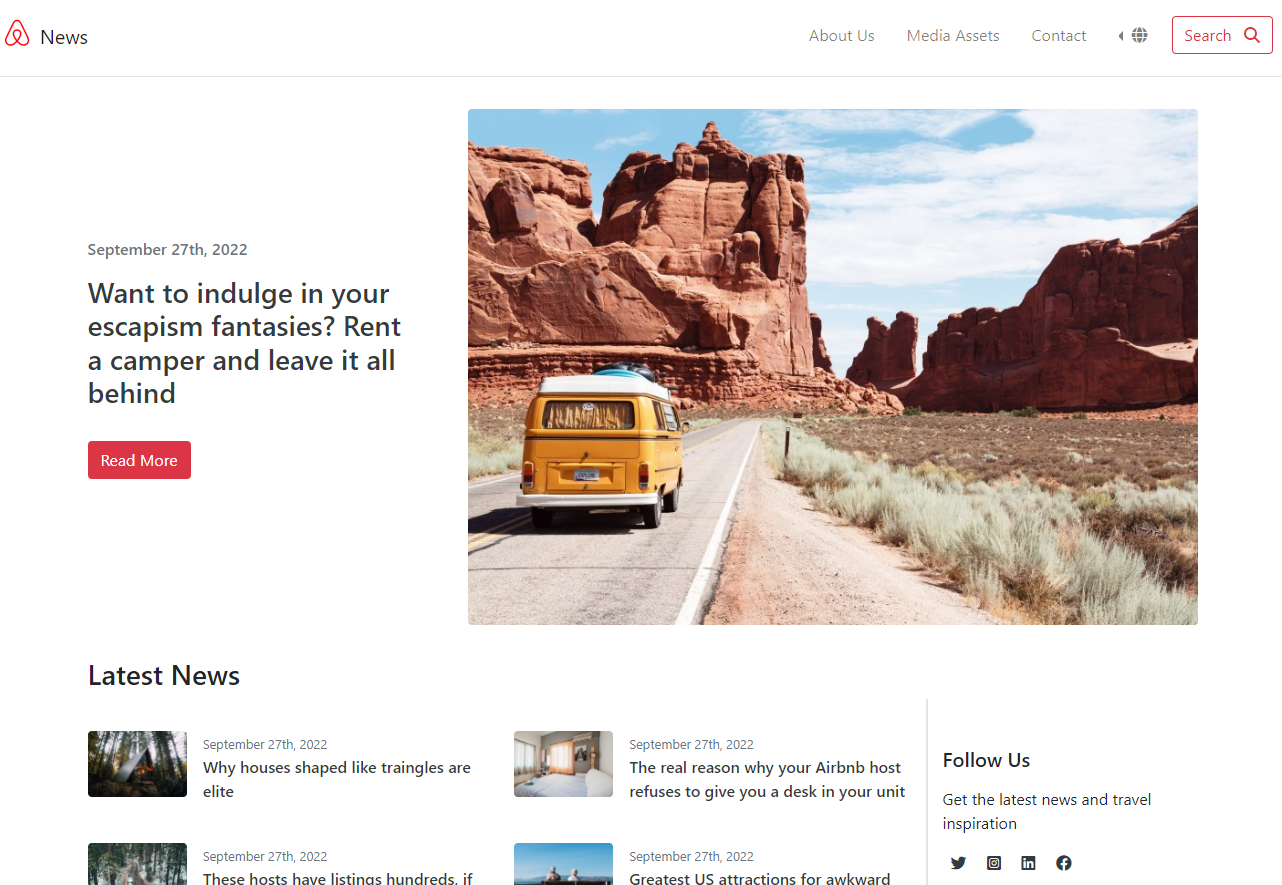 News
About Us
Media Assets
Contact
Search
September 27th, 2022
Want to indulge in your
escapism fantasies? Rent
a camper and leave it all
behind
Read More
Latest News
September 27th, 2022
Why houses shaped like traingles are
elite
September 27th, 2022
The real reason why your Airbnb host
refuses to give you a desk in your unit
Follow Us
Get the latest news and travel
inspiration
September 27th, 2022
These hosts have listings hundreds, if
September 27th, 2022
Greatest US attractions for awkward